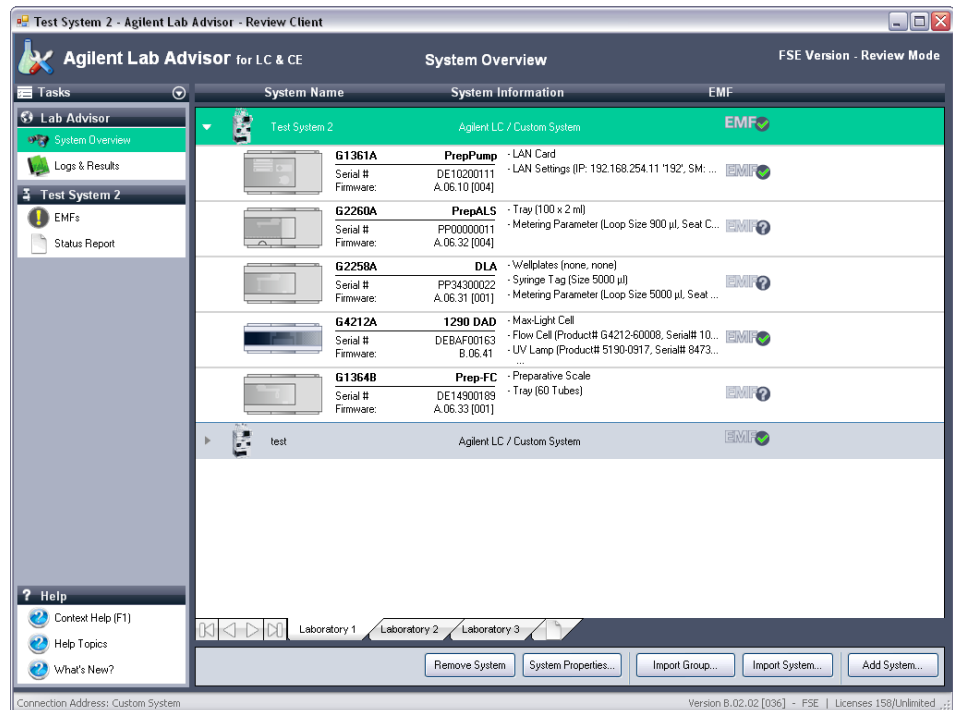 Test System 2 - Agilent Lab Advisor - Review Client
Agilent Lab Advisor for LC & CE
System Overview
FSE Version - Review Mode
Tasks
System Name System Information EMF
Lab Advisor
System Overview
Logs & Results
Test System 2
EMFs
Status Report
Test System 2 Agilent LC / Custom System EMF
G1361A PrepPump
Serial # DE10200111
Firmware: A.06.10 [004]
- LAN Card
- LAN Settings (IP: 192.168.254.11 '192', SM: ...
EMF
G2260A PrepALS
Serial # PP00000011
Firmware: A.06.32 [004]
- Tray (100 x 2 ml)
- Metering Parameter (Loop Size 900 µl, Seat C...
EMF
G2258A DLA
Serial # PP34300022
Firmware: A.06.31 [001]
- Wellplates (none, none)
- Syringe Tag (Size 5000 µl)
- Metering Parameter (Loop Size 5000 µl, Seat ...
EMF
G4212A 1290 DAD
Serial # DEBAF00163
Firmware: B.06.41
- Max-Light Cell
- Flow Cell (Product# G4212-60008, Serial# 10...
- UV Lamp (Product# 5190-0917, Serial# 8473...
...
EMF
G1364B Prep-FC
Serial # DE14900189
Firmware: A.06.33 [001]
- Preparative Scale
- Tray (60 Tubes)
EMF
test Agilent LC / Custom System EMF
? Help
Context Help (F1)
Help Topics
What's New?
Laboratory 1 Laboratory 2 Laboratory 3
Remove System System Properties... Import Group... Import System... Add System...
Connection Address: Custom System
Version B.02.02 [036] - FSE | Licenses 158/Unlimited